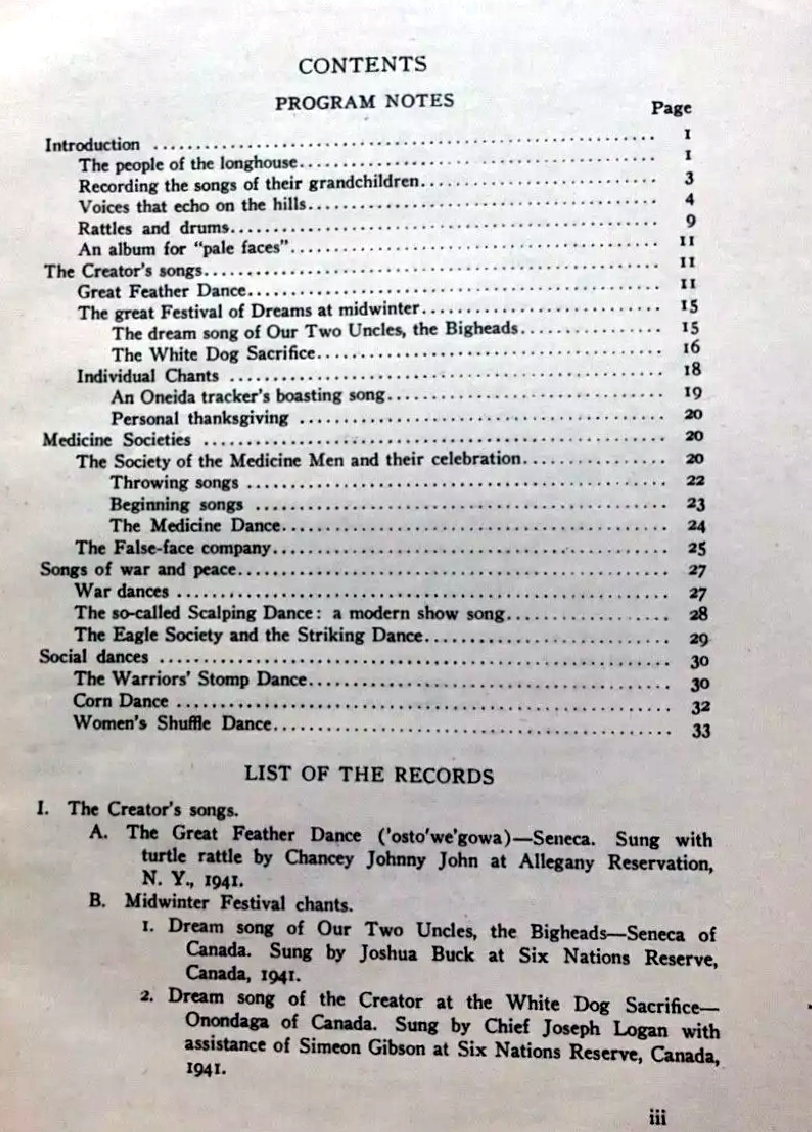 CONTENTS
PROGRAM NOTES
Page
Introduction ........................................ 1
The people of the longhouse........................................ 1
Recording the songs of their grandchildren............................ 3
Voices that echo on the hills........................................ 4
Rattles and drums........................................ 9
An album for "pale faces"........................................ 11
The Creator's songs........................................ 11
Great Feather Dance........................................ 11
The great Festival of Dreams at midwinter............................ 15
The dream song of Our Two Uncles, the Bigheads................ 15
The White Dog Sacrifice........................................ 16
Individual Chants ........................................ 18
An Oneida tracker's boasting song................................ 19
Personal thanksgiving ........................................ 20
Medicine Societies ........................................ 20
The Society of the Medicine Men and their celebration................ 20
Throwing songs ........................................ 22
Beginning songs ........................................ 23
The Medicine Dance........................................ 24
The False-face company........................................ 25
Songs of war and peace........................................ 27
War dances ........................................ 27
The so-called Scalping Dance: a modern show song.................. 28
The Eagle Society and the Striking Dance............................ 29
Social dances ........................................ 30
The Warriors' Stomp Dance........................................ 30
Corn Dance ........................................ 32
Women's Shuffle Dance........................................ 33
LIST OF THE RECORDS
I. The Creator's songs.
A. The Great Feather Dance ('osto'we'gowa)—Seneca. Sung with
turtle rattle by Chancey Johnny John at Allegany Reservation,
N. Y., 1941.
B. Midwinter Festival chants.
1. Dream song of Our Two Uncles, the Bigheads—Seneca of
Canada. Sung by Joshua Buck at Six Nations Reserve,
Canada, 1941.
2. Dream song of the Creator at the White Dog Sacrifice—
Onondaga of Canada. Sung by Chief Joseph Logan with
assistance of Simeon Gibson at Six Nations Reserve, Canada,
1941.
iii